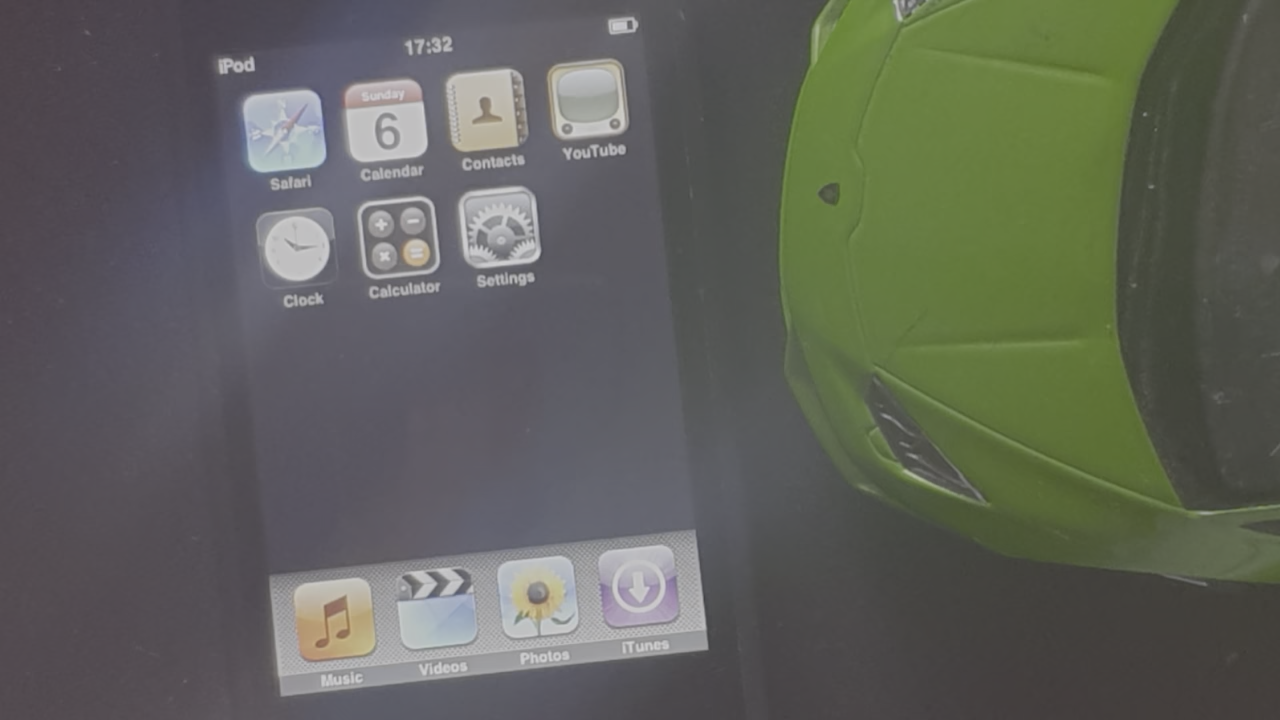 iPod 17:32
Sunday
6
Safari Calendar Contacts YouTube
Clock Calculator Settings
Music Videos Photos iTunes